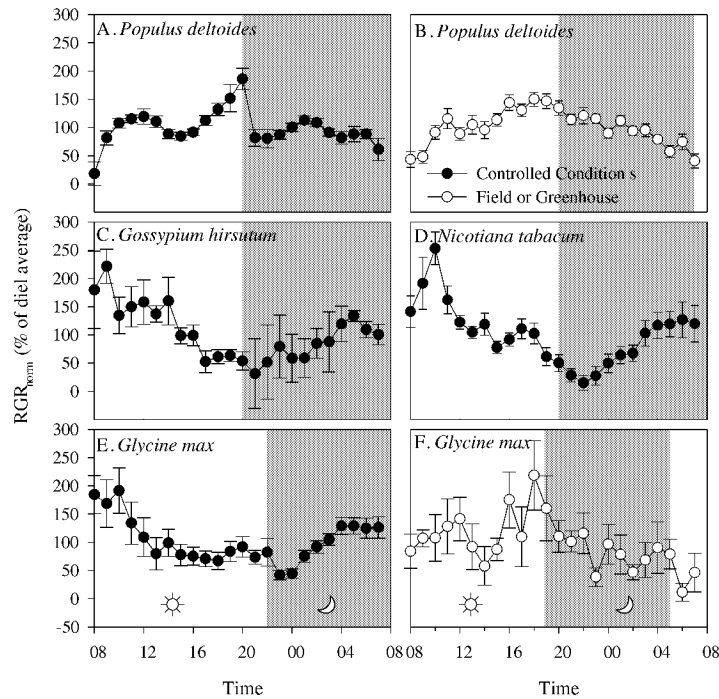 300
250
200
150
100
50
0
A. Populus deltoides
B. Populus deltoides
Controlled Condition s
Field or Greenhouse
RGRnorm (% of diel average)
300
250
200
150
100
50
0
C. Gossypium hirsutum
D. Nicotiana tabacum
300
250
200
150
100
50
0
-50
E. Glycine max
F. Glycine max
08 12 16 20 00 04 08 12 16 20 00 04 08
Time Time